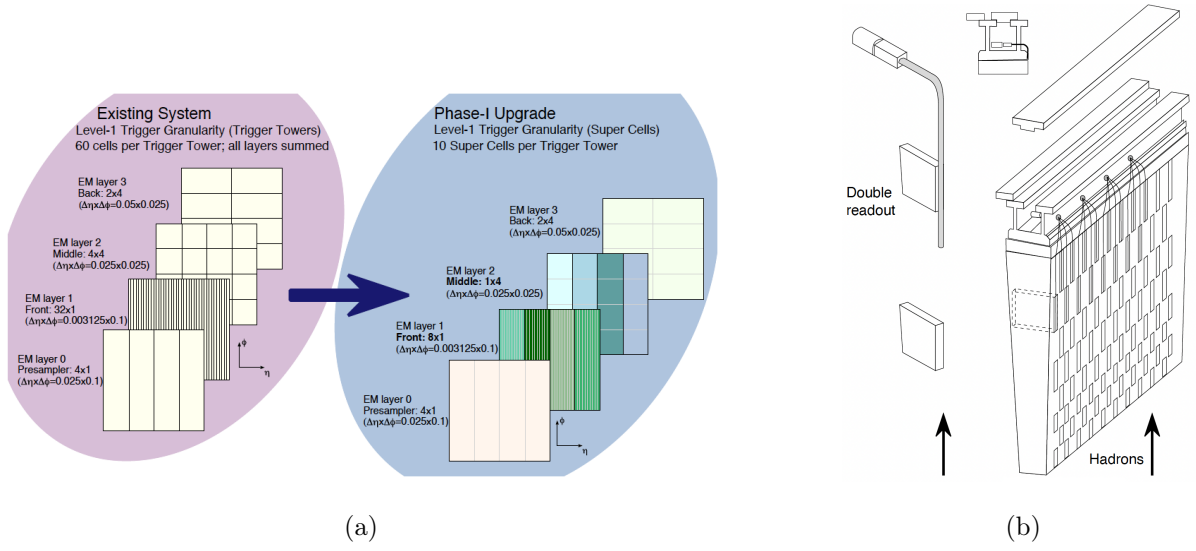 Existing System
Level-1 Trigger Granularity (Trigger Towers)
60 cells per Trigger Tower; all layers summed
EM layer 3
Back: 2x4
(ΔηxΔϕ=0.05x0.025)
EM layer 2
Middle: 4x4
(ΔηxΔϕ=0.025x0.025)
EM layer 1
Front: 32x1
(ΔηxΔϕ=0.003125x0.1)
EM layer 0
Presampler: 4x1
(ΔηxΔϕ=0.025x0.1)
ϕ
η
Phase-I Upgrade
Level-1 Trigger Granularity (Super Cells)
10 Super Cells per Trigger Tower
EM layer 3
Back: 2x4
(ΔηxΔϕ=0.05x0.025)
EM layer 2
Middle: 1x4
(ΔηxΔϕ=0.025x0.025)
EM layer 1
Front: 8x1
(ΔηxΔϕ=0.003125x0.1)
EM layer 0
Presampler: 4x1
(ΔηxΔϕ=0.025x0.1)
ϕ
η
(a)
Double
readout
Hadrons
(b)